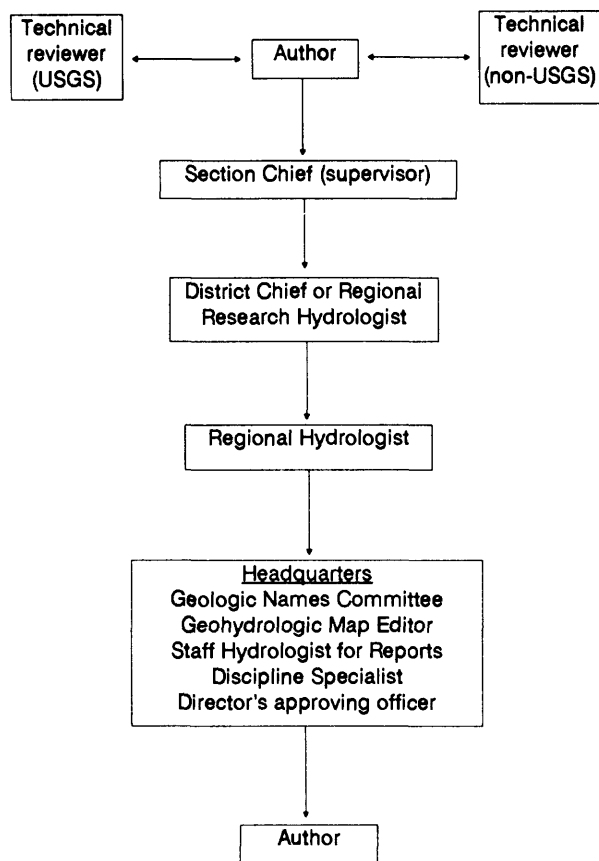 Technical
reviewer
(USGS)
Author
Technical
reviewer
(non-USGS)
Section Chief (supervisor)
District Chief or Regional
Research Hydrologist
Regional Hydrologist
Headquarters
Geologic Names Committee
Geohydrologic Map Editor
Staff Hydrologist for Reports
Discipline Specialist
Director's approving officer
Author